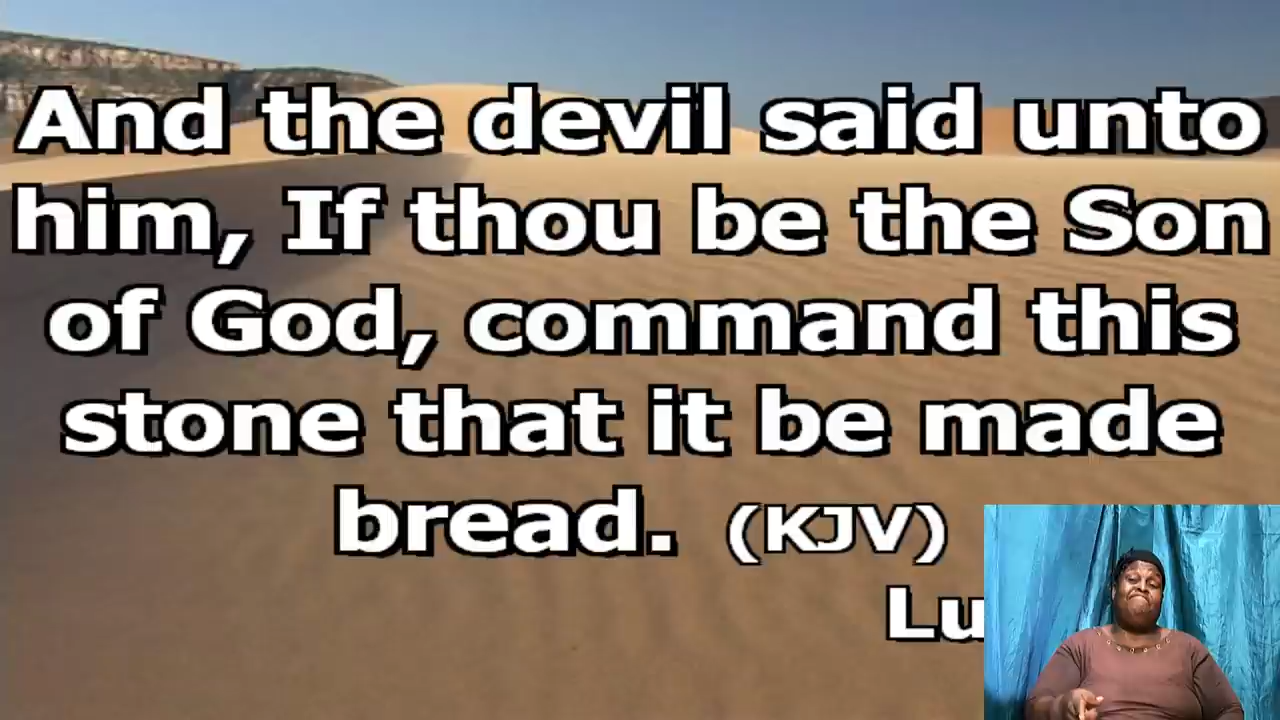 And the devil said unto
him, If thou be the Son
of God, command this
stone that it be made
bread. (KJV)